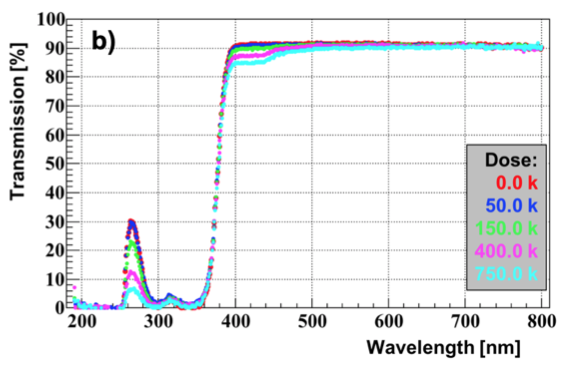 b)
Transmission [%]
100
90
80
70
60
50
40
30
20
10
0
200 300 400 500 600 700 800
Wavelength [nm]
Dose:
0.0 k
50.0 k
150.0 k
400.0 k
750.0 k